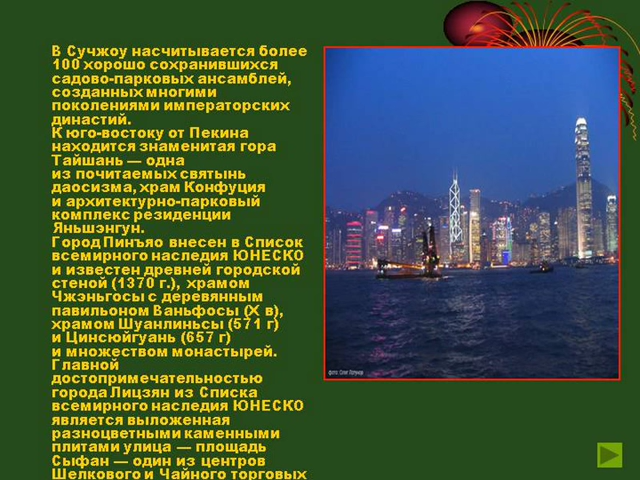 В Сучжоу насчитывается более
100 хорошо сохранившихся
садово-парковых ансамблей,
созданных многими
поколениями императорских
династий.
К юго-востоку от Пекина
находится знаменитая гора
Тайшань — одна
из почитаемых святынь
даосизма, храм Конфуция
и архитектурно-парковый
комплекс резиденции
Яньшэнгун.
Город Пинъяо внесен в Список
всемирного наследия ЮНЕСКО
и известен древней городской
стеной (1370 г.), храмом
Чжэньгосы с деревянным
павильоном Ваньфосы (X в),
храмом Шуанлиньсы (571 г)
и Цинсюйгуань (657 г)
и множеством монастырей.
Главной
достопримечательностью
города Лицзян из Списка
всемирного наследия ЮНЕСКО
является выложенная
разноцветными каменными
плитами улица — площадь
Сыфан — один из центров
Шелкового и Чайного торговых